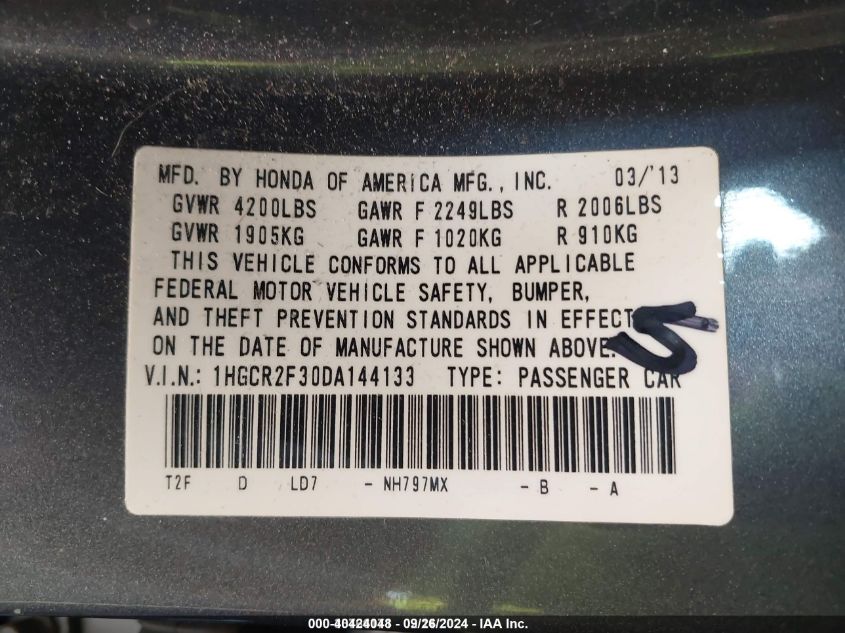 MFD. BY HONDA OF AMERICA MFG., INC. 03/'13
GVWR 4200LBS GAWR F 2249LBS R 2006LBS
GVWR 1905KG GAWR F 1020KG R 910KG
THIS VEHICLE CONFORMS TO ALL APPLICABLE
FEDERAL MOTOR VEHICLE SAFETY, BUMPER,
AND THEFT PREVENTION STANDARDS IN EFFECT
ON THE DATE OF MANUFACTURE SHOWN ABOVE.
5
V.I.N.: 1HGCR2F30DA144133 TYPE: PASSENGER CAR
T2F D LD7 - NH797MX - B - A
09/26/2024 - IAA Inc.